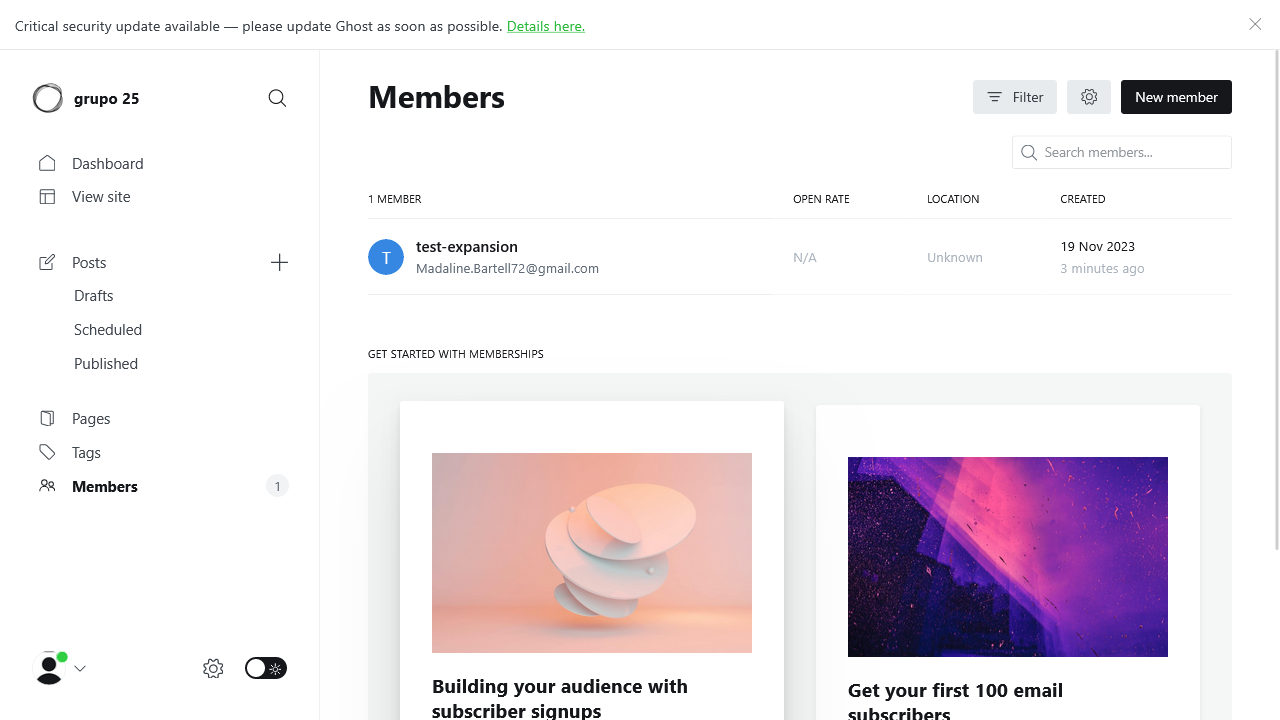 Critical security update available — please update Ghost as soon as possible. Details here.
grupo 25
Dashboard
View site
Posts
Drafts
Scheduled
Published
Pages
Tags
Members
1
Members
Filter
New member
Search members...
1 MEMBER
OPEN RATE
LOCATION
CREATED
T
test-expansion
Madaline.Bartell72@gmail.com
N/A
Unknown
19 Nov 2023
3 minutes ago
GET STARTED WITH MEMBERSHIPS
Building your audience with
subscriber signups
Get your first 100 email
subscribers